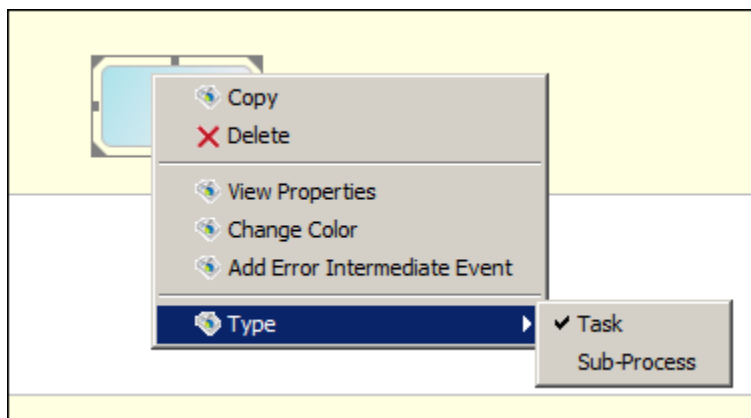 Copy
Delete
View Properties
Change Color
Add Error Intermediate Event
Type
Task
Sub-Process